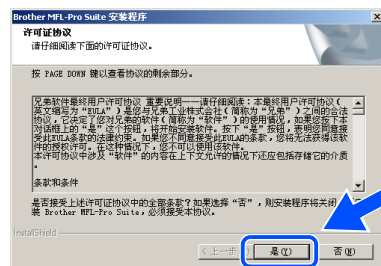 Brother MFL-Pro Suite 安装程序
许可证协议
请仔细阅读下面的许可证协议。
按 PAGE DOWN 键以查看协议的剩余部分。
兄弟软件最终用户许可协议 重要说明——请仔细阅读：本最终用户许可协议（
英文缩写为“EULA”）是您与兄弟工业株式会社（简称为“兄弟”）之间的合法
协议，它决定了您对兄弟的软件（简称为“软件”）的使用情况，如果您按下本
对话框上的“是”这个按钮，将开始安装软件。按下“是”按钮，表明您同意接
受此EULA条款的法律约束。如果您不同意接受此EULA的条款，您将无法获得该软
件的授权许可。在这种情况下，您不可以使用该软件。
本许可协议中涉及“软件”的内容在上下文允许的情况下还应包括存储它的介质
。
条款和条件
是否接受上述许可证协议中的全部条款？如果选择“否”，则安装程序将关闭
装 Brother MFL-Pro Suite，必须接受本协议。
InstallShield
< 上一步
是(Y)
否(N)